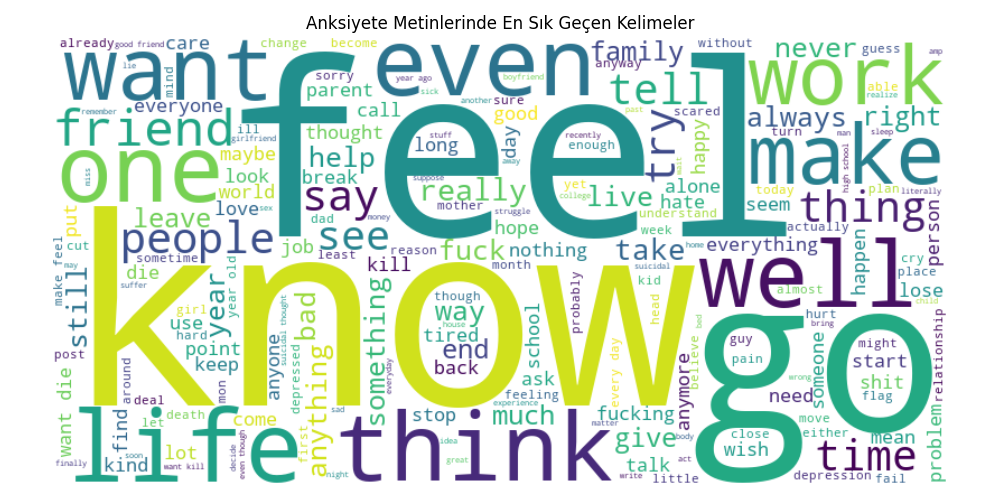 Anksiyete Metinlerinde En Sık Geçen Kelimeler
already
good friend
care
change
become
even
family
without
never
guess
amp
want
lie
mind
sorry
year ago
boyfriend
anyway
work
parent
sick
another
sure
tell
able
realize
remember
everyone
call
good
past
scared
always
right
friend
ill
girlfriend
thought
stuff
long
day
recently
enough
try
happy
turn
man
sleep
one
maybe
help
away
make
high school
miss
look
break
feel
suppose
yet
college
live
alone
today
plan
literally
world
say
really
hate
seem
east
put
leave
love
sex
dad
money
mother
struggle
hope
understand
thing
person
people
see
least
reason
fuck
nothing
week
take
home
everything
actually
happen
make feel
cut
sometime
job
kill
month
suicidal
kid
well
almost
cry
place
lose
may
still
die
suffer
year
year old
know
something
though
way
probably
head
child
girl
use
hard
suicidal thought
bad
tired
house
school
go
hurt
bring
might
relationship
point
keep
anyone
depressed
end
back
guy
pain
someone
start
post
around
want die
deal
mon
anything
everyday
ask
feeling
experience
every day
anymore
believe
bed
wrong
need
shit
flag
life
find
let
death
come
sad
stop
much
fucking
matter
move
close
either
mean
problem
first
think
idea
give
body
wish
time
finally
soon
kind
lot
want kill
decide
even though
night
great
write
talk
act
little
depression
fail